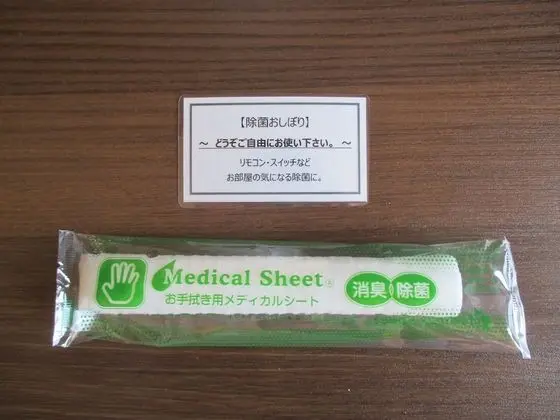 【除菌おしぼり】
～ どうぞご自由にお使い下さい。 ～
リモコン・スイッチなど
お部屋の気になる除菌に。
Medical Sheet
お手拭き用メディカルシート
消臭 除菌